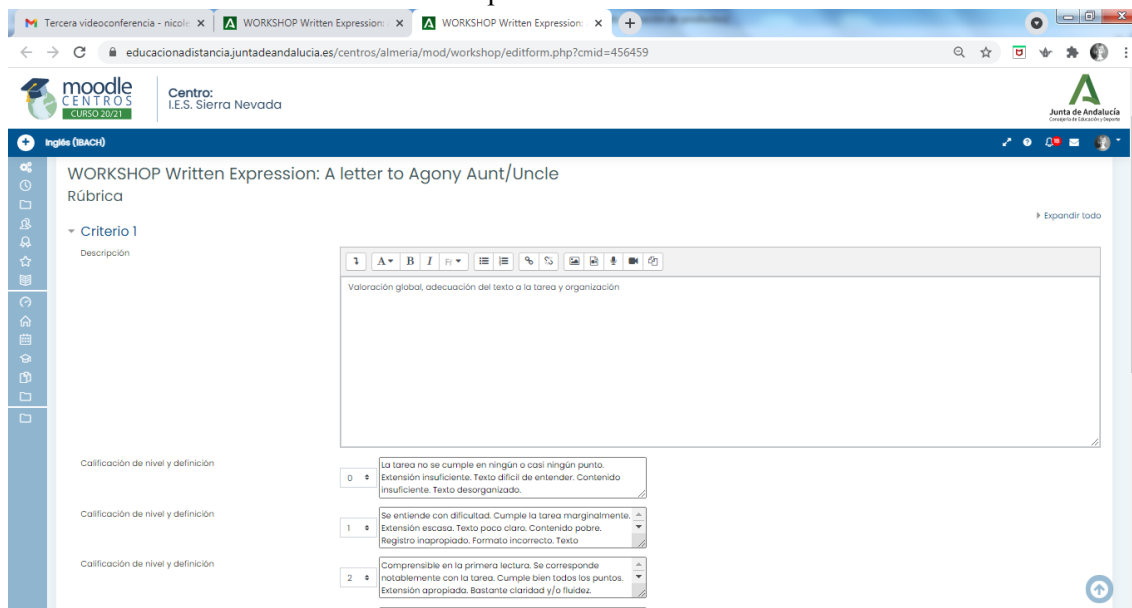 Tercera videoconferencia - nicole
WORKSHOP Written Expression:
WORKSHOP Written Expression:
educacionadistancia.juntadeandalucia.es/centros/almeria/mod/workshop/editform.php?cmid=456459
moodle
CENTROS
CURSO 20/21
Centro:
I.E.S. Sierra Nevada
Junta de Andalucía
Consejería de Educación y Deporte
Inglés (1BACH)
WORKSHOP Written Expression: A letter to Agony Aunt/Uncle
Rúbrica
Expandir todo
Criterio 1
Descripción
Valoración global, adecuación del texto a la tarea y organización
Calificación de nivel y definición
0
La tarea no se cumple en ningún o casi ningún punto.
Extensión insuficiente. Texto difícil de entender. Contenido
insuficiente. Texto desorganizado.
Calificación de nivel y definición
1
Se entiende con dificultad. Cumple la tarea marginalmente.
Extensión escasa. Texto poco claro. Contenido pobre.
Registro inapropiado. Formato incorrecto. Texto
Calificación de nivel y definición
2
Comprensible en la primera lectura. Se corresponde
notablemente con la tarea. Cumple bien todos los puntos.
Extensión apropiada. Bastante claridad y/o fluidez.